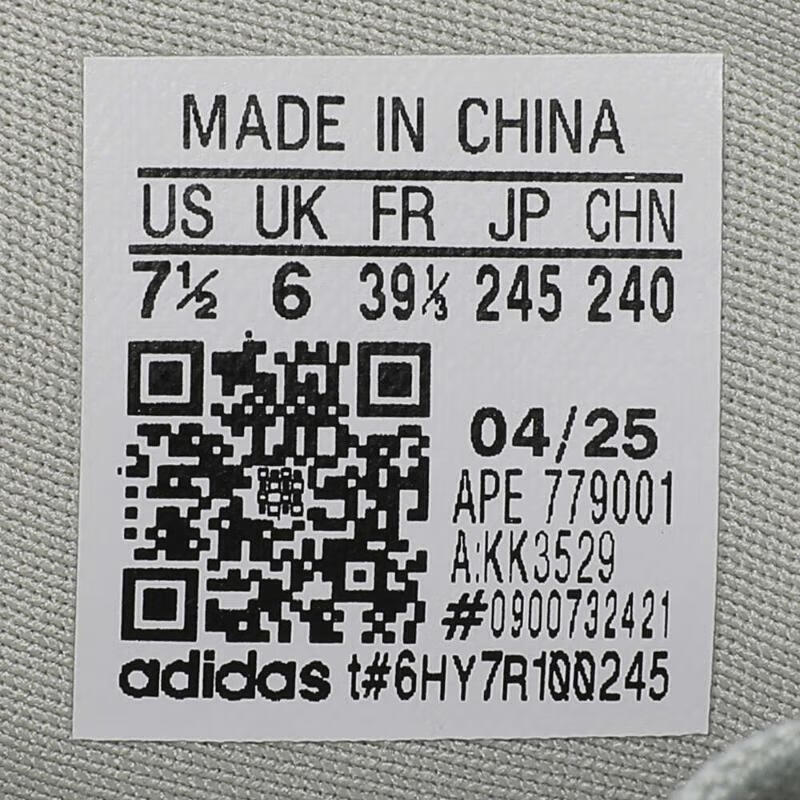 MADE IN CHINA
US UK FR JP CHN
7½ 6 39⅓ 245 240
04/25
APE 779001
A:KK3529
#0900732421
adidas t#6HY7R100245